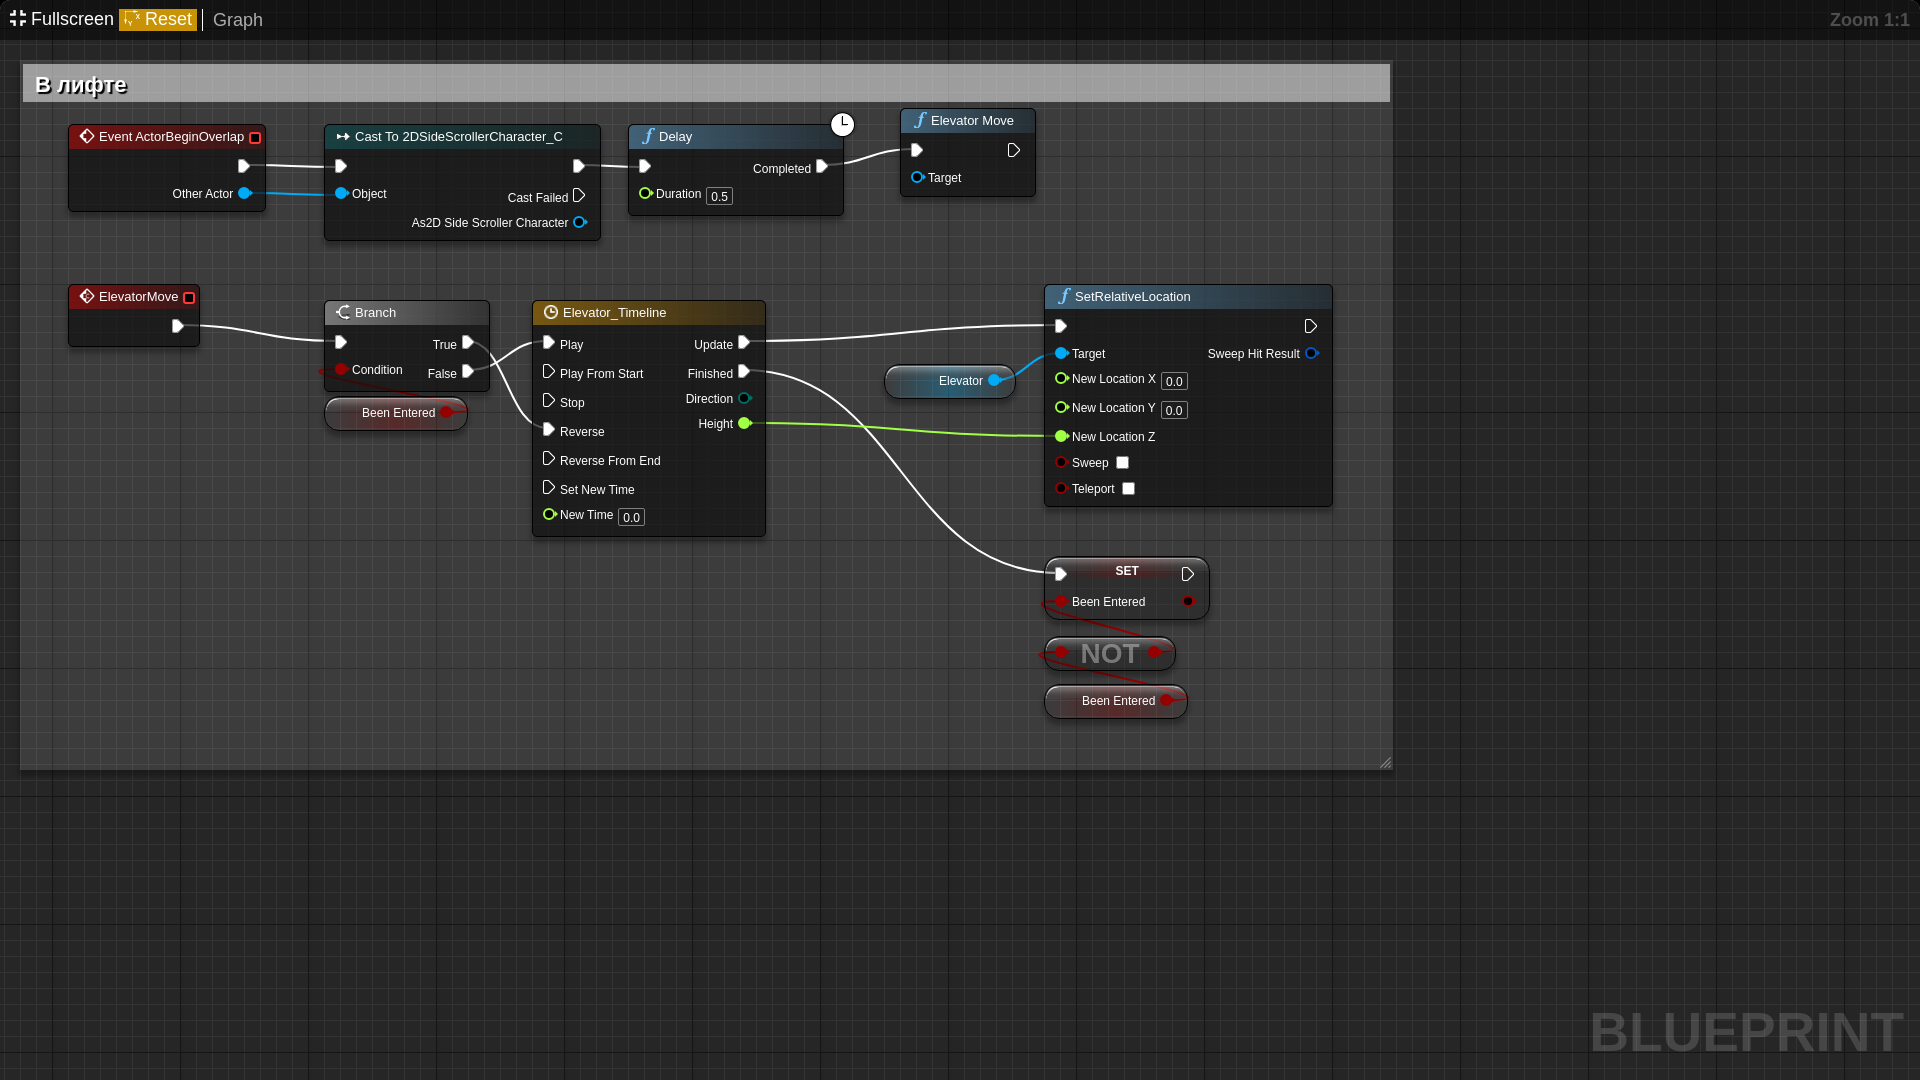 Fullscreen Reset Graph Zoom 1:1
В лифте
Event ActorBeginOverlap
Other Actor
Cast To 2DSideScrollerCharacter_C
Object
Cast Failed
As2D Side Scroller Character
Delay
Completed
Duration 0.5
Elevator Move
Target
ElevatorMove
Branch
True
Condition
False
Been Entered
Elevator_Timeline
Play
Update
Play From Start
Finished
Stop
Direction
Reverse
Height
Reverse From End
Set New Time
New Time 0.0
Elevator
SetRelativeLocation
Target
Sweep Hit Result
New Location X 0.0
New Location Y 0.0
New Location Z
Sweep
Teleport
SET
Been Entered
NOT
Been Entered
BLUEPRINT